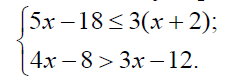 5x − 18 ≤ 3(x + 2);
4x − 8 > 3x − 12.